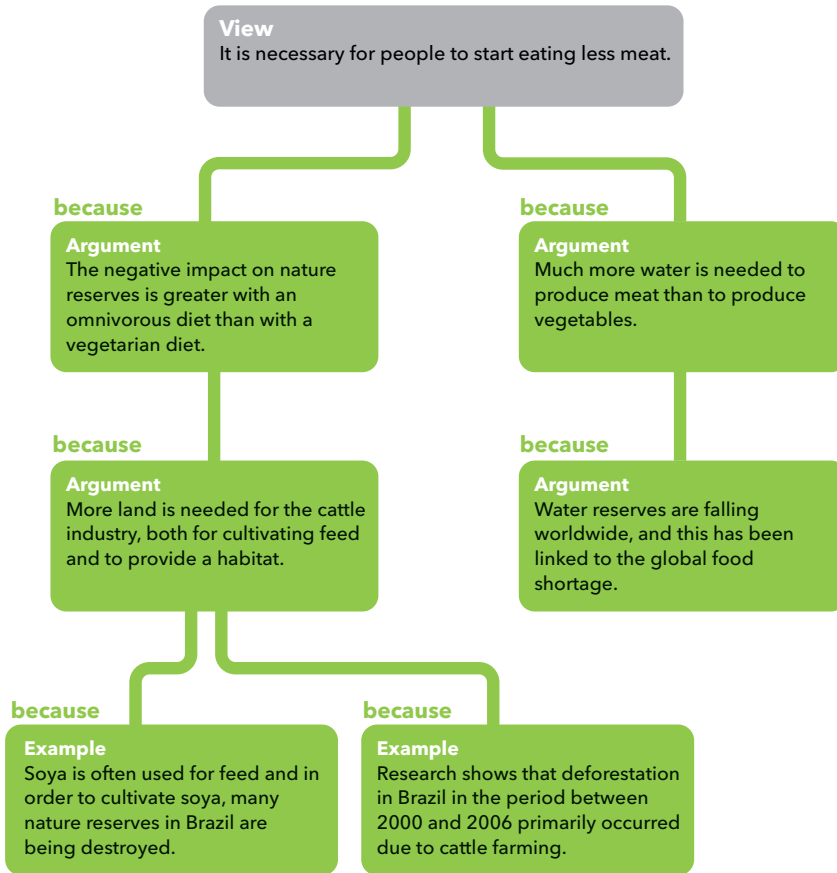 View
It is necessary for people to start eating less meat.
because
Argument
The negative impact on nature
reserves is greater with an
omnivorous diet than with a
vegetarian diet.
because
Argument
Much more water is needed to
produce meat than to produce
vegetables.
because
Argument
More land is needed for the cattle
industry, both for cultivating feed
and to provide a habitat.
because
Argument
Water reserves are falling
worldwide, and this has been
linked to the global food
shortage.
because
Example
Soya is often used for feed and in
order to cultivate soya, many
nature reserves in Brazil are
being destroyed.
because
Example
Research shows that deforestation
in Brazil in the period between
2000 and 2006 primarily occurred
due to cattle farming.